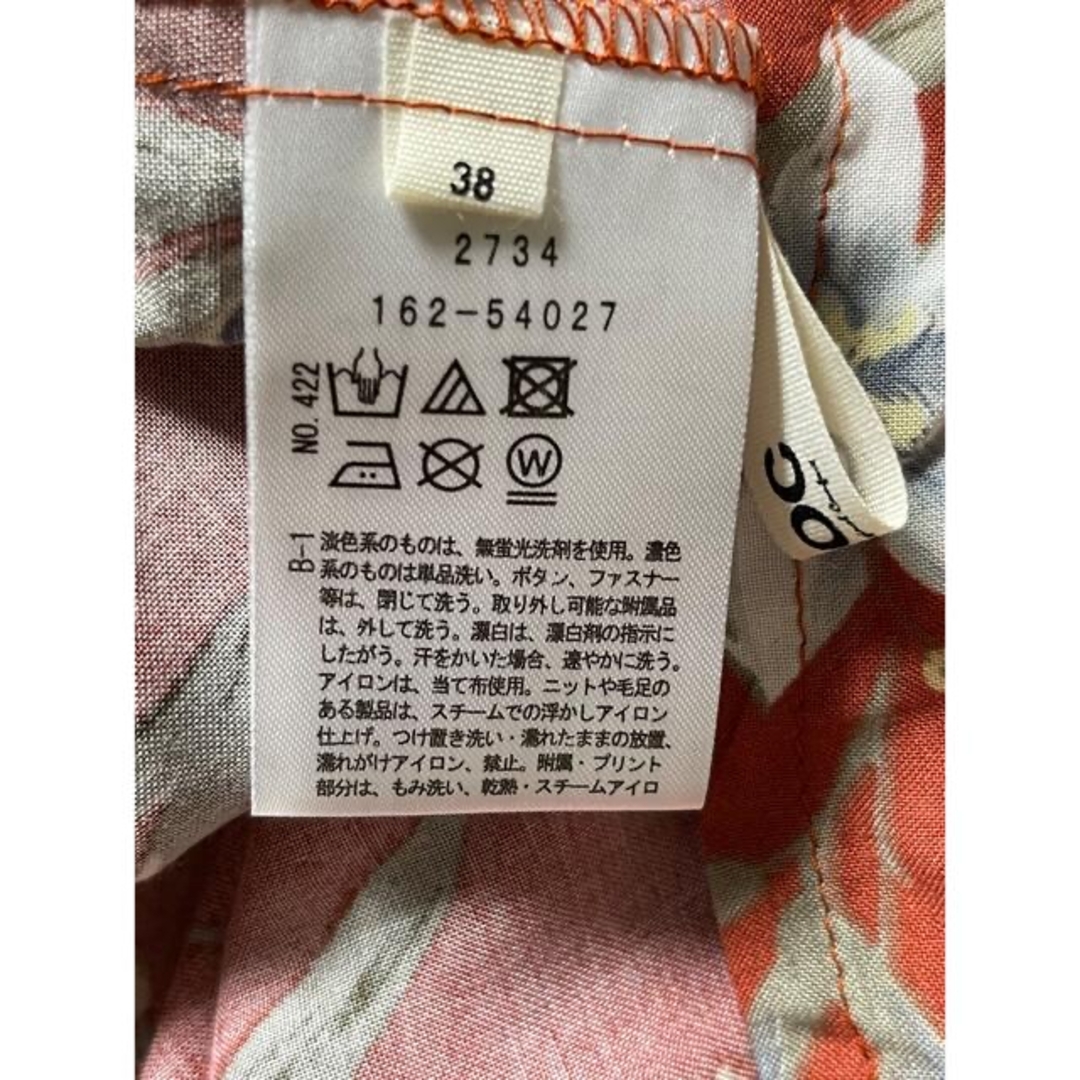 38
2734
162-54027
NO. 422
W
B-1
淡色系のものは、無蛍光洗剤を使用。濃色
系のものは単品洗い。ボタン、ファスナー
等は、閉じて洗う。取り外し可能な附属品
は、外して洗う。漂白は、漂白剤の指示に
したがう。汗をかいた場合、速やかに洗う。
アイロンは、当て布使用。ニットや毛足の
ある製品は、スチームでの浮かしアイロン
仕上げ。つけ置き洗い・濡れたままの放置、
濡れがけアイロン、禁止。附属・プリント
部分は、もみ洗い、乾熱・スチームアイロ